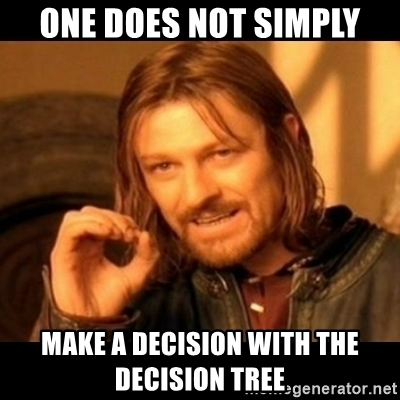 ONE DOES NOT SIMPLY
MAKE A DECISION WITH THE
DECISION TREE